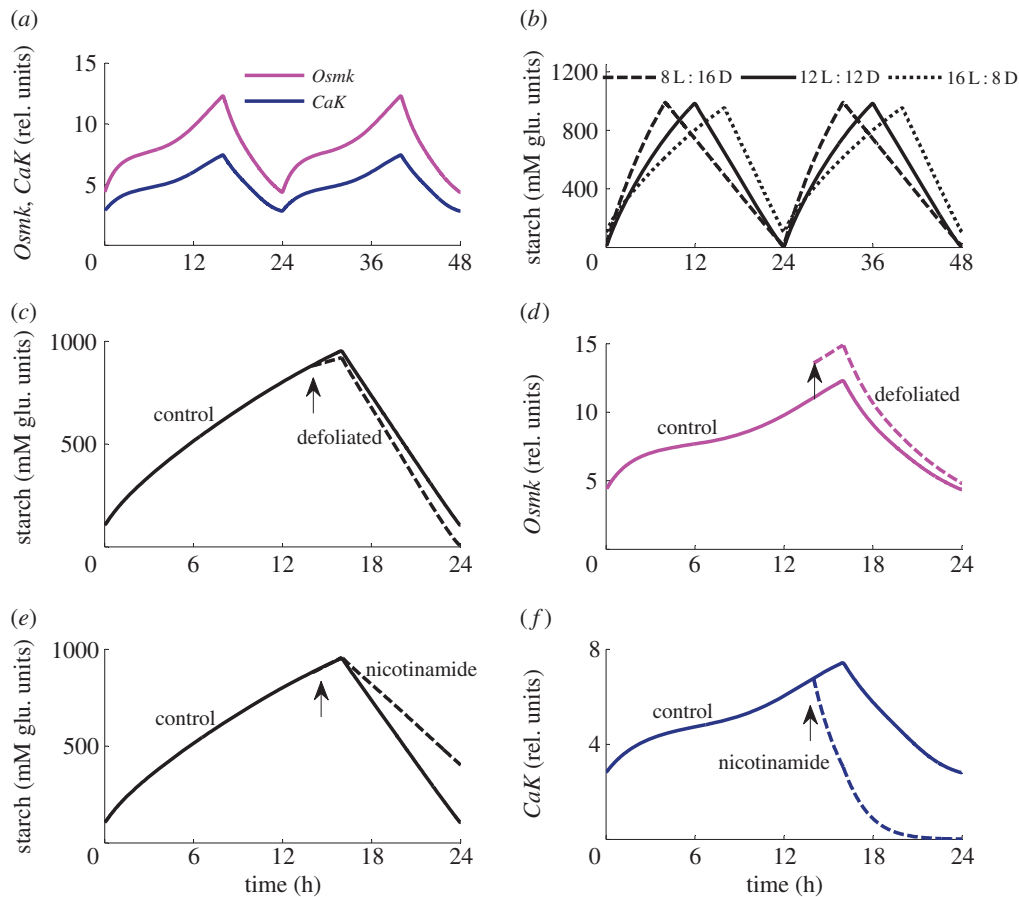 (a)
Osmk, CaK (rel. units)
15
10
5
0
12
24
36
48
Osmk
CaK
(b)
starch (mM glu. units)
1200
800
400
0
12
24
36
48
8 L : 16 D
12 L : 12 D
16 L : 8 D
(c)
starch (mM glu. units)
1000
500
0
6
12
18
24
control
defoliated
(d)
Osmk (rel. units)
15
10
5
0
6
12
18
24
control
defoliated
(e)
starch (mM glu. units)
1000
500
0
6
12
18
24
time (h)
control
nicotinamide
(f)
CaK (rel. units)
8
4
0
6
12
18
24
time (h)
control
nicotinamide